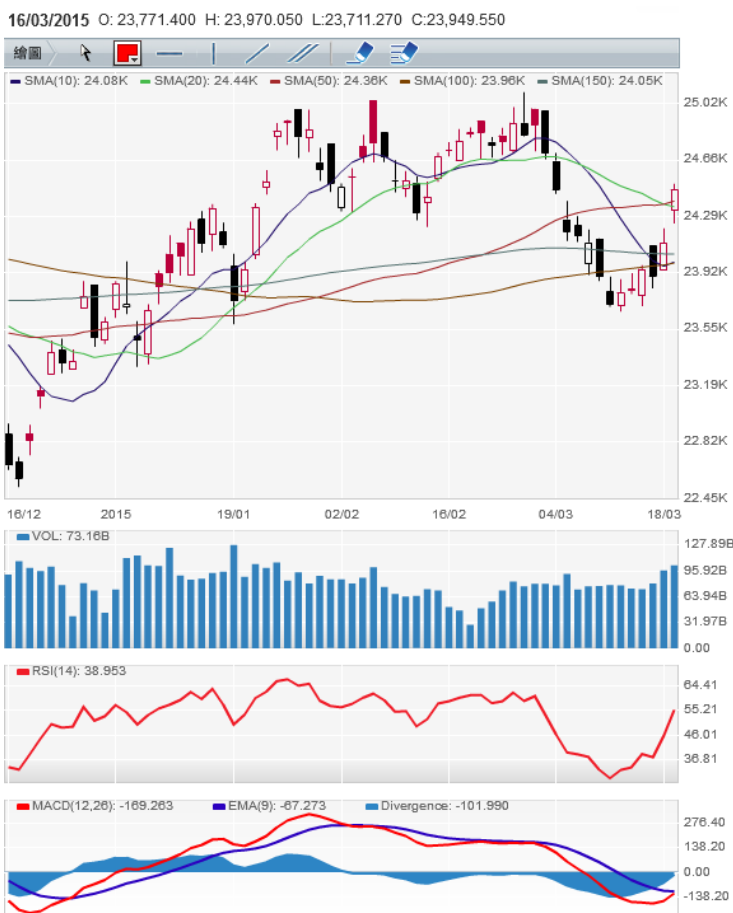 16/03/2015 O: 23,771.400 H: 23,970.050 L:23,711.270 C:23,949.550
繪圖
SMA(10): 24.08K SMA(20): 24.44K SMA(50): 24.36K SMA(100): 23.96K SMA(150): 24.05K
25.02K
24.66K
24.29K
23.92K
23.55K
23.19K
22.82K
22.45K
16/12 2015 19/01 02/02 16/02 04/03 18/03
VOL: 73.16B
127.89B
95.92B
63.94B
31.97B
0.00
RSI(14): 38.953
64.41
55.21
46.01
36.81
MACD(12,26): -169.263 EMA(9): -67.273 Divergence: -101.990
276.40
138.20
0.00
-138.20